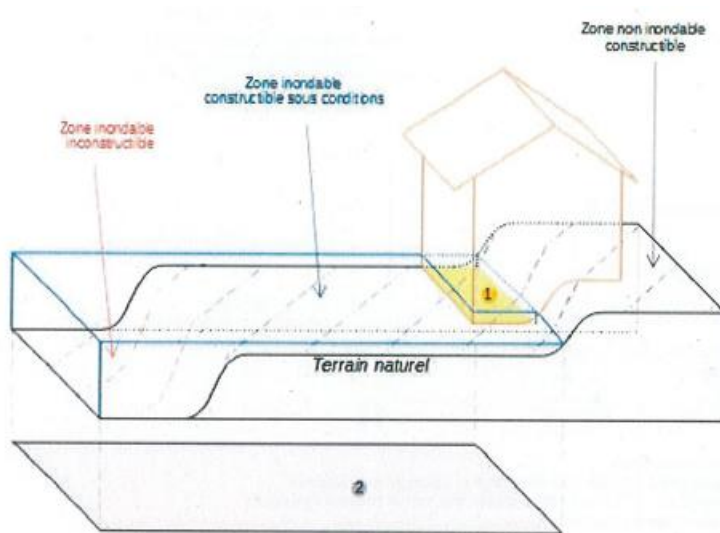 Zone non inondable
constructible
Zone inondable
constructible sous conditions
Zone inondable
inconstructible
1
Terrain naturel
2